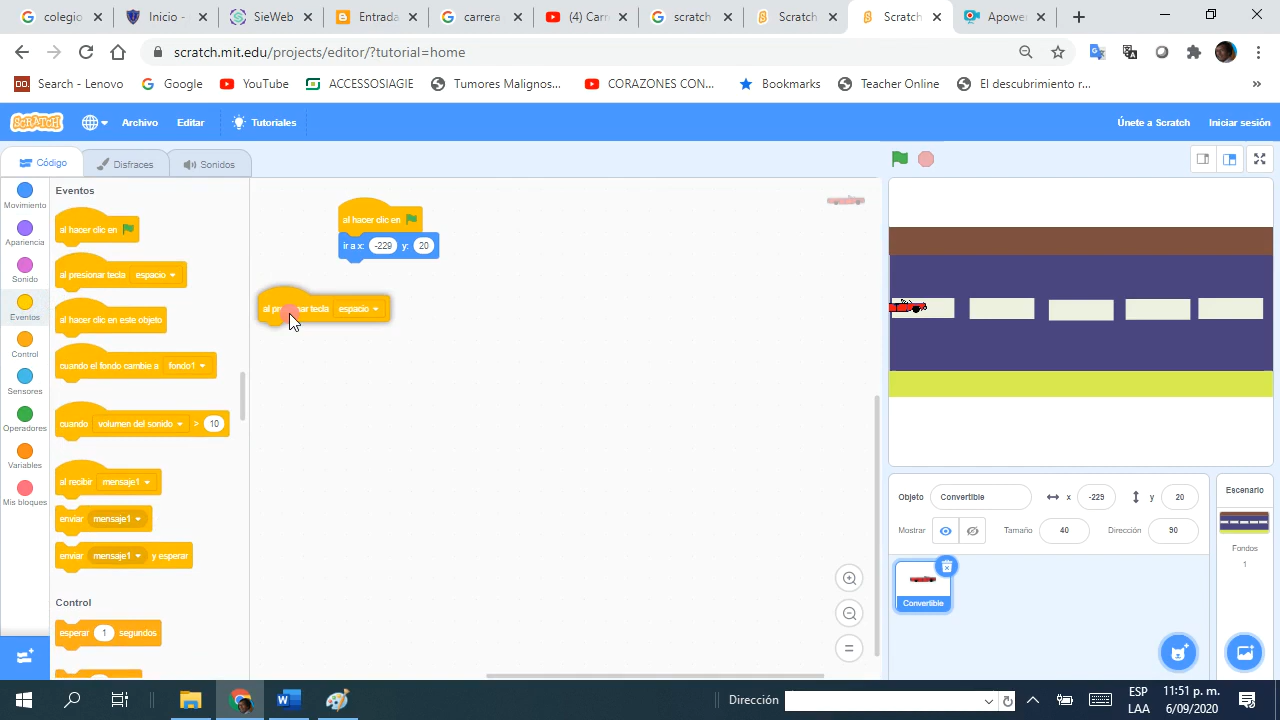 colegio
Inicio -
SieWeb
Entrada
carrera
(4) Carr
scratch
Scratch
Scratch
Apower
scratch.mit.edu/projects/editor/?tutorial=home
Search - Lenovo
Google
YouTube
ACCESSOSIAGIE
Tumores Malignos...
CORAZONES CON...
Bookmarks
Teacher Online
El descubrimiento r...
»
SCRATCH
Archivo
Editar
Tutoriales
Únete a Scratch
Iniciar sesión
Código
Disfraces
Sonidos
Movimiento
Apariencia
Sonido
Eventos
Control
Sensores
Operadores
Variables
Mis bloques
Eventos
al hacer clic en
al presionar tecla espacio
al hacer clic en este objeto
cuando el fondo cambie a fondo1
cuando volumen del sonido > 10
al recibir mensaje1
enviar mensaje1
enviar mensaje1 y esperar
Control
esperar 1 segundos
al hacer clic en
ir a x: -229 y: 20
al presionar tecla espacio
Objeto Convertible x -229 y 20
Mostrar Tamaño 40 Dirección 90
Convertible
Escenario
Fondos
1
Dirección
ESP
LAA
11:51 p. m.
6/09/2020